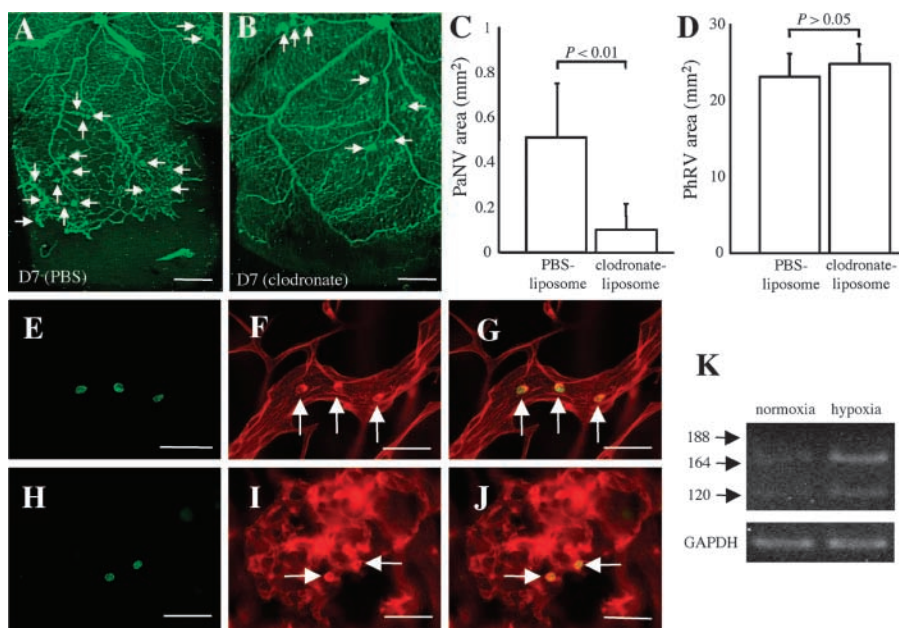 A
D7 (PBS)
B
D7 (clodronate)
C
P < 0.01
PaNV area (mm²)
1
0.8
0.6
0.4
0.2
0
PBS-
liposome
clodronate-
liposome
D
P > 0.05
PhRV area (mm²)
30
20
10
0
PBS-
liposome
clodronate-
liposome
E
F
G
H
I
J
K
normoxia hypoxia
188
164
120
GAPDH